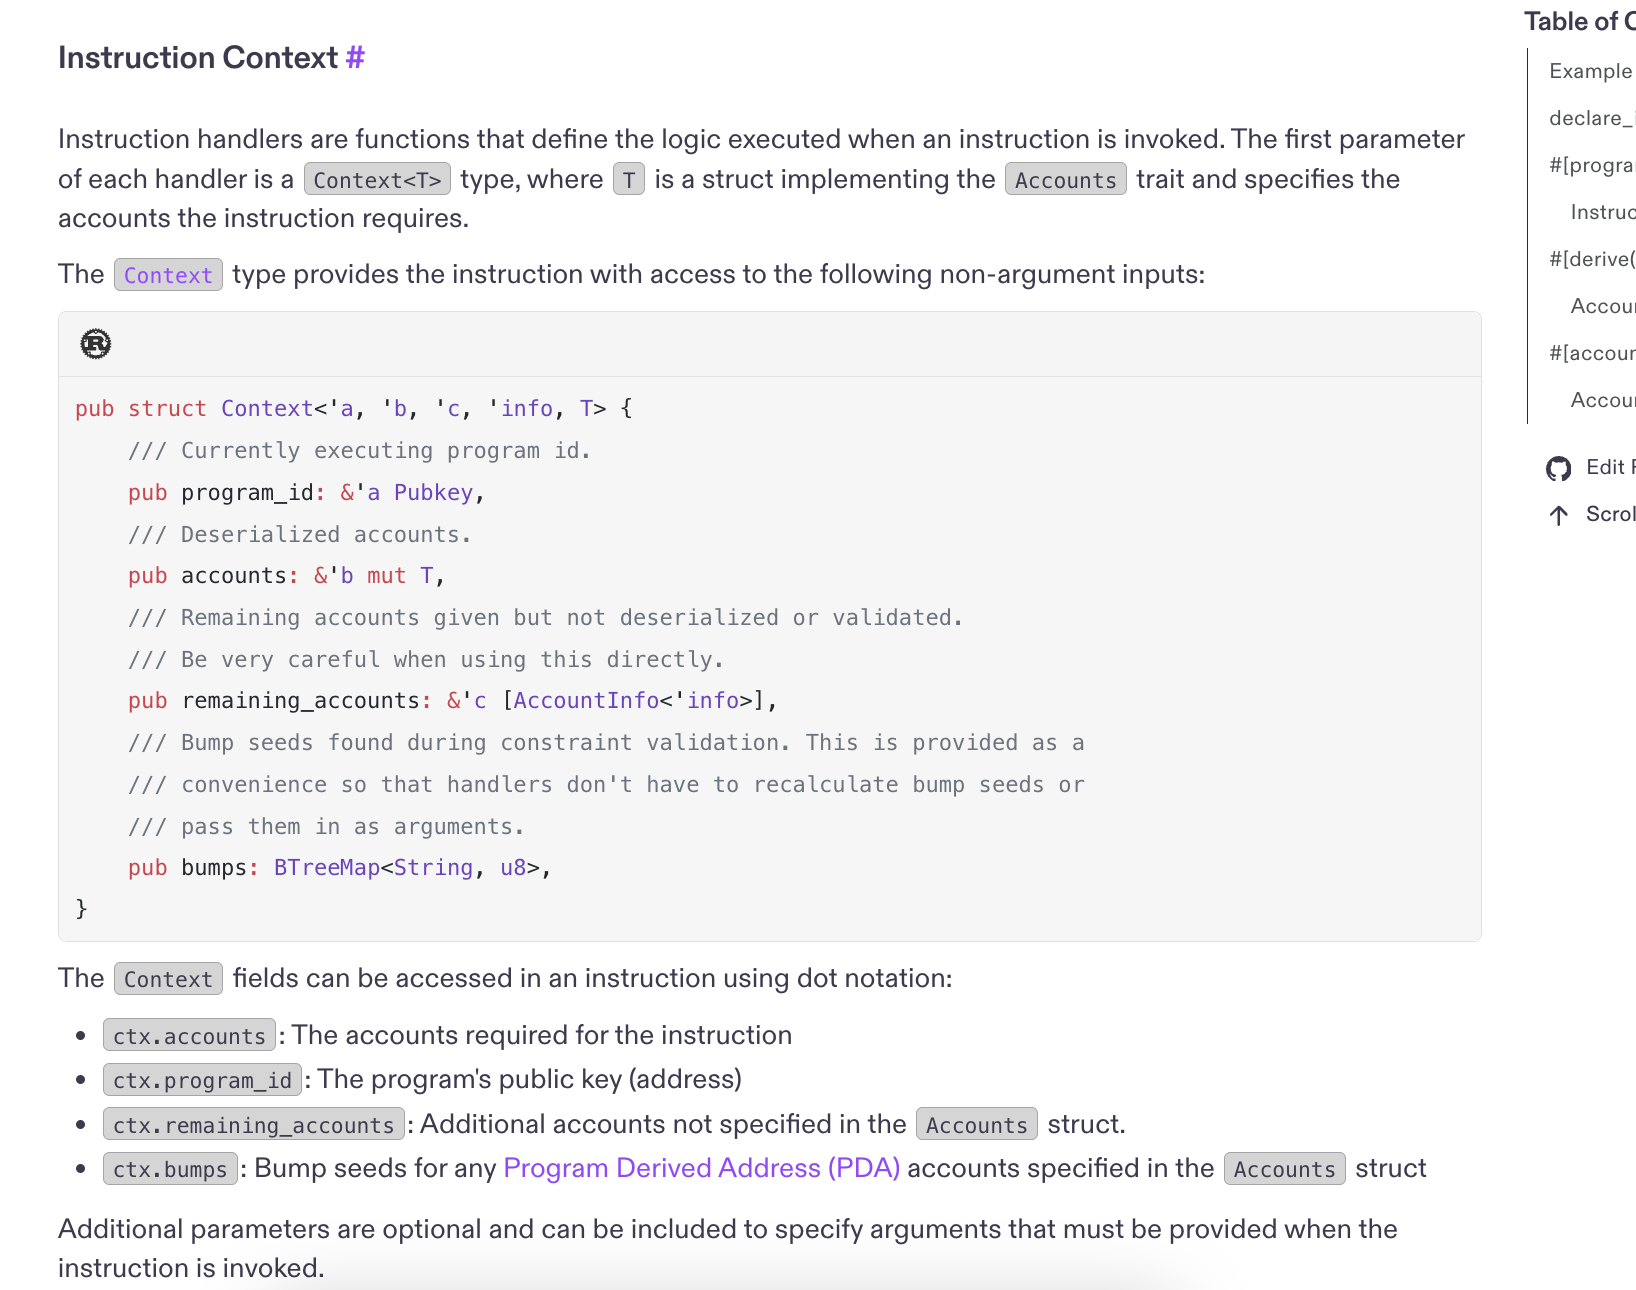 Instruction Context #
Instruction handlers are functions that define the logic executed when an instruction is invoked. The first parameter
of each handler is a Context<T> type, where T is a struct implementing the Accounts trait and specifies the
accounts the instruction requires.
The Context type provides the instruction with access to the following non-argument inputs:
pub struct Context<'a, 'b, 'c, 'info, T> {
    /// Currently executing program id.
    pub program_id: &'a Pubkey,
    /// Deserialized accounts.
    pub accounts: &'b mut T,
    /// Remaining accounts given but not deserialized or validated.
    /// Be very careful when using this directly.
    pub remaining_accounts: &'c [AccountInfo<'info>],
    /// Bump seeds found during constraint validation. This is provided as a
    /// convenience so that handlers don't have to recalculate bump seeds or
    /// pass them in as arguments.
    pub bumps: BTreeMap<String, u8>,
}
The Context fields can be accessed in an instruction using dot notation:
• ctx.accounts: The accounts required for the instruction
• ctx.program_id: The program's public key (address)
• ctx.remaining_accounts: Additional accounts not specified in the Accounts struct.
• ctx.bumps: Bump seeds for any Program Derived Address (PDA) accounts specified in the Accounts struct
Additional parameters are optional and can be included to specify arguments that must be provided when the
instruction is invoked.
Table of
Example
declare_
#[progra
Instruc
#[derive(
Accou
#[accou
Accou
Edit
Scrol